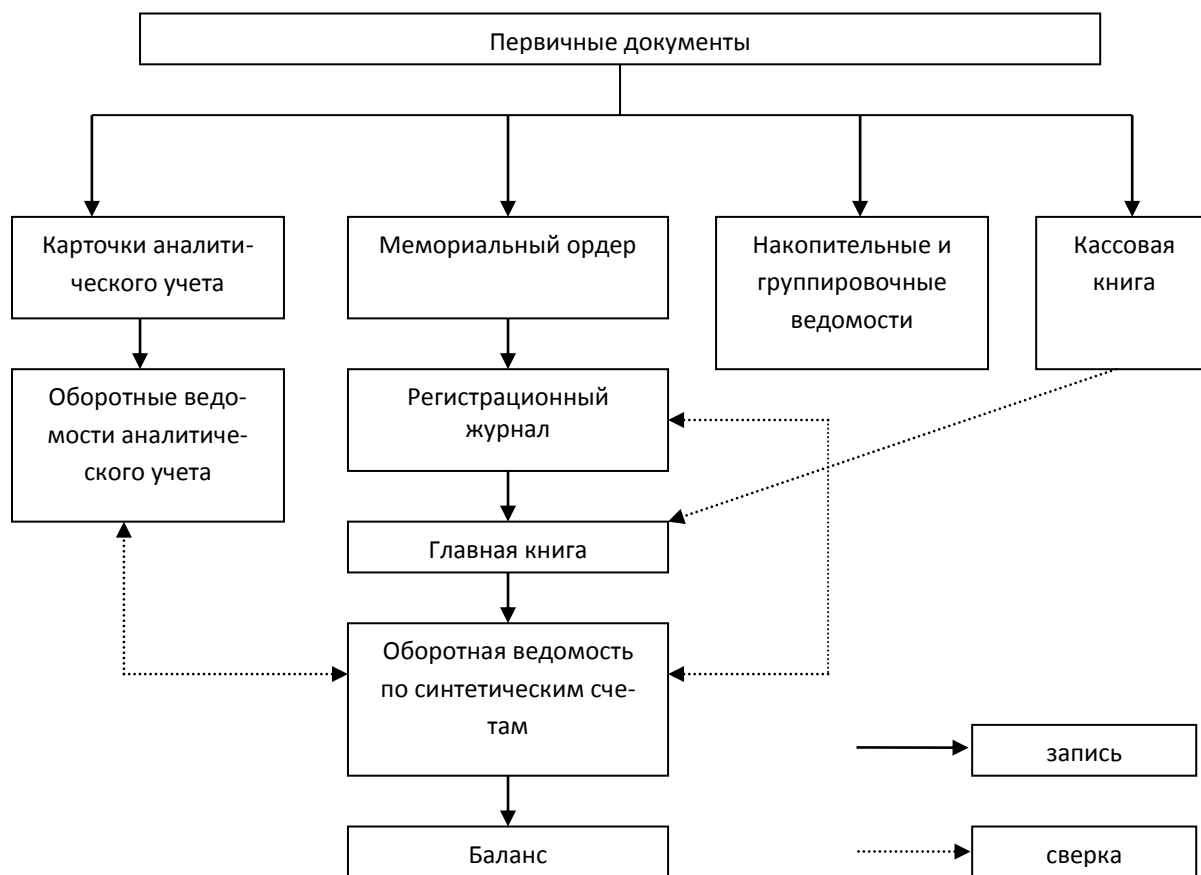 Первичные документы
Карточки аналити-
ческого учета
Мемориальный ордер
Накопительные и
группировочные
ведомости
Кассовая
книга
Оборотные ведо-
мости аналитиче-
ского учета
Регистрационный
журнал
Главная книга
Оборотная ведомость
по синтетическим сче-
там
запись
Баланс
сверка